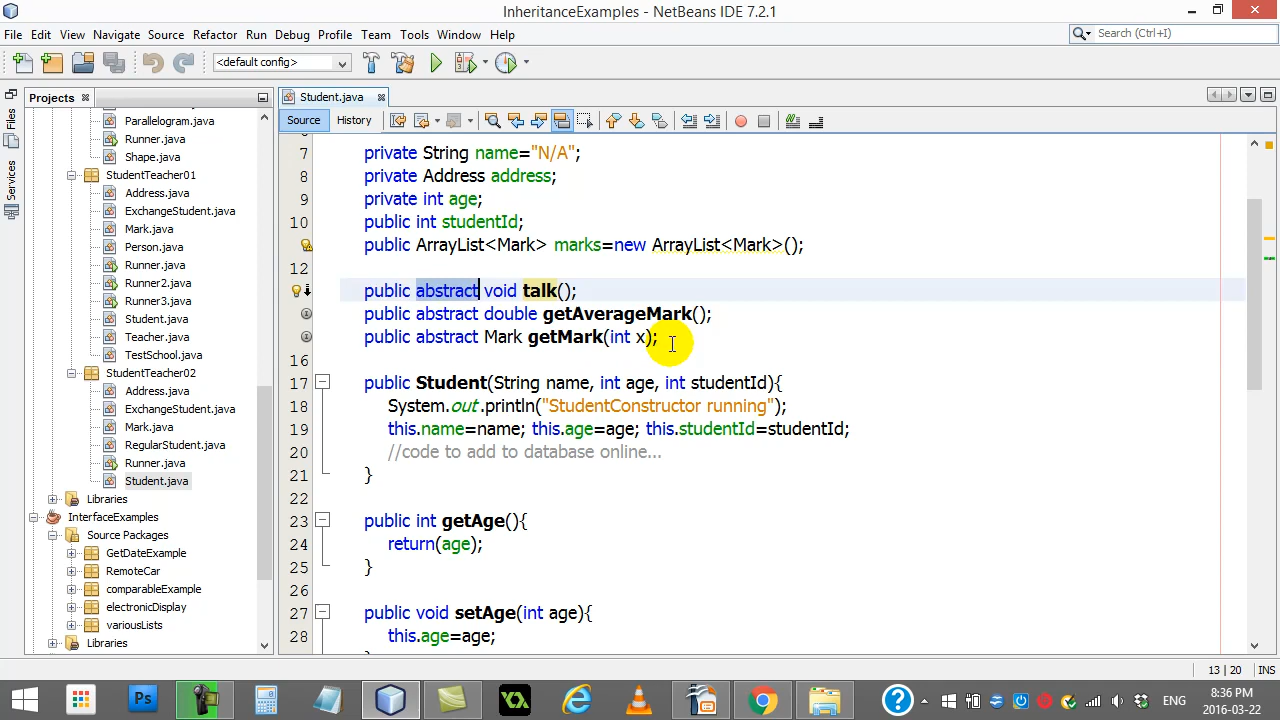 InheritanceExamples - NetBeans IDE 7.2.1
File Edit View Navigate Source Refactor Run Debug Profile Team Tools Window Help
Search (Ctrl+I)
<default config>
Projects
Student.java
Files
Services
Source History
Parallelogram.java
Runner.java
Shape.java
StudentTeacher01
Address.java
ExchangeStudent.java
Mark.java
Person.java
Runner.java
Runner2.java
Runner3.java
Student.java
Teacher.java
TestSchool.java
StudentTeacher02
Address.java
ExchangeStudent.java
Mark.java
RegularStudent.java
Runner.java
Student.java
Libraries
InterfaceExamples
Source Packages
GetDateExample
RemoteCar
comparableExample
electronicDisplay
variousLists
Libraries
7 private String name="N/A";
8 private Address address;
9 private int age;
10 public int studentId;
public ArrayList<Mark> marks=new ArrayList<Mark>();
12
public abstract void talk();
public abstract double getAverageMark();
public abstract Mark getMark(int x);
16
17 public Student(String name, int age, int studentId){
18 System.out.println("StudentConstructor running");
19 this.name=name; this.age=age; this.studentId=studentId;
20 //code to add to database online...
21 }
22
23 public int getAge(){
24 return(age);
25 }
26
27 public void setAge(int age){
28 this.age=age;
13 | 20 INS
Ps
ENG
8:36 PM
2016-03-22